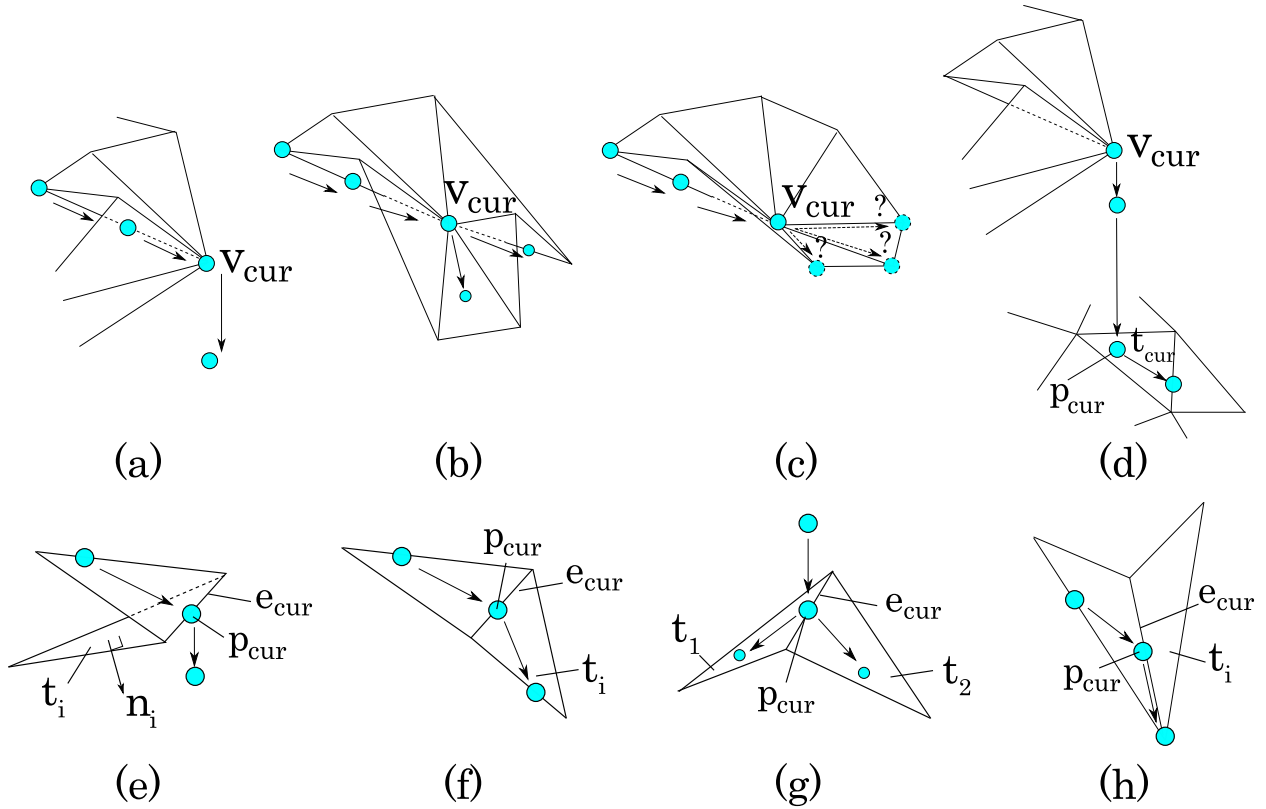 v_cur
(a)
v_cur
(b)
v_cur
?
?
?
(c)
v_cur
t_cur
p_cur
(d)
e_cur
p_cur
t_i
n_i
(e)
p_cur
e_cur
t_i
(f)
e_cur
t_1
t_2
p_cur
(g)
e_cur
t_i
p_cur
(h)